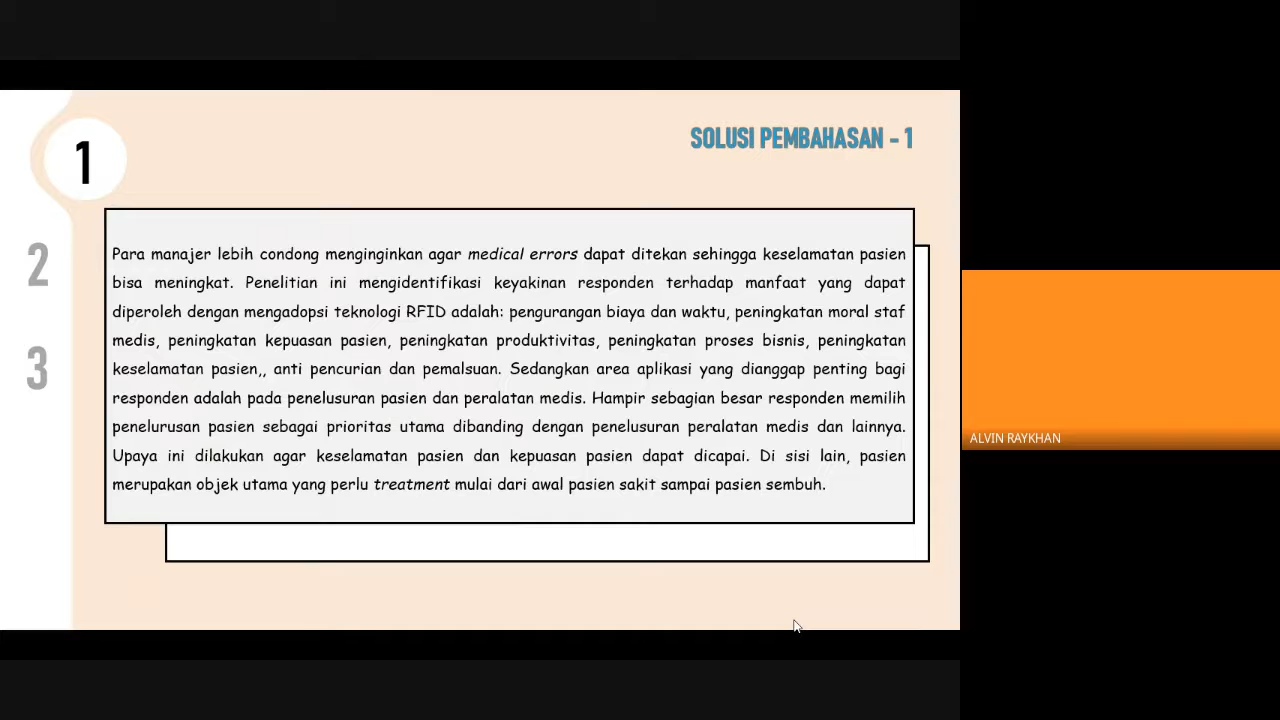 1
SOLUSI PEMBAHASAN - 1
2
3
Para manajer lebih condong menginginkan agar medical errors dapat ditekan sehingga keselamatan pasien
bisa meningkat. Penelitian ini mengidentifikasi keyakinan responden terhadap manfaat yang dapat
diperoleh dengan mengadopsi teknologi RFID adalah: pengurangan biaya dan waktu, peningkatan moral staf
medis, peningkatan kepuasan pasien, peningkatan produktivitas, peningkatan proses bisnis, peningkatan
keselamatan pasien,, anti pencurian dan pemalsuan. Sedangkan area aplikasi yang dianggap penting bagi
responden adalah pada penelusuran pasien dan peralatan medis. Hampir sebagian besar responden memilih
penelurusan pasien sebagai prioritas utama dibanding dengan penelusuran peralatan medis dan lainnya.
Upaya ini dilakukan agar keselamatan pasien dan kepuasan pasien dapat dicapai. Di sisi lain, pasien
merupakan objek utama yang perlu treatment mulai dari awal pasien sakit sampai pasien sembuh.
ALVIN RAYKHAN